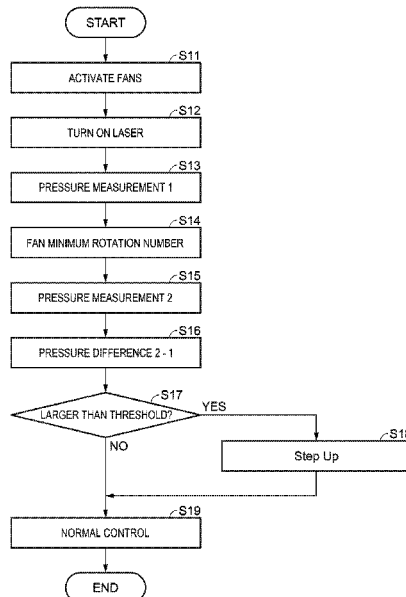 START
S11
ACTIVATE FANS
S12
TURN ON LASER
S13
PRESSURE MEASUREMENT 1
S14
FAN MINIMUM ROTATION NUMBER
S15
PRESSURE MEASUREMENT 2
S16
PRESSURE DIFFERENCE 2 - 1
S17
LARGER THAN THRESHOLD?
YES
NO
S18
Step Up
S19
NORMAL CONTROL
END